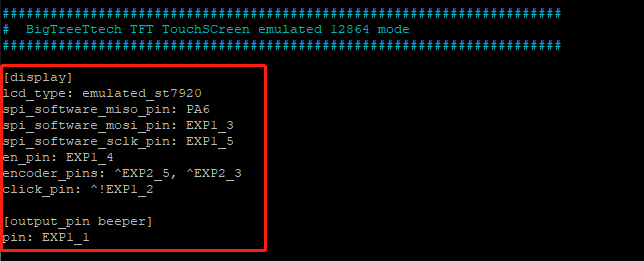 ###################################################################
#  BigTreeTtech TFT TouchSCreen emulated 12864 mode
###################################################################
[display]
lcd_type: emulated_st7920
spi_software_miso_pin: PA6
spi_software_mosi_pin: EXP1_3
spi_software_sclk_pin: EXP1_5
en_pin: EXP1_4
encoder_pins: ^EXP2_5, ^EXP2_3
click_pin: ^!EXP1_2
[output_pin beeper]
pin: EXP1_1